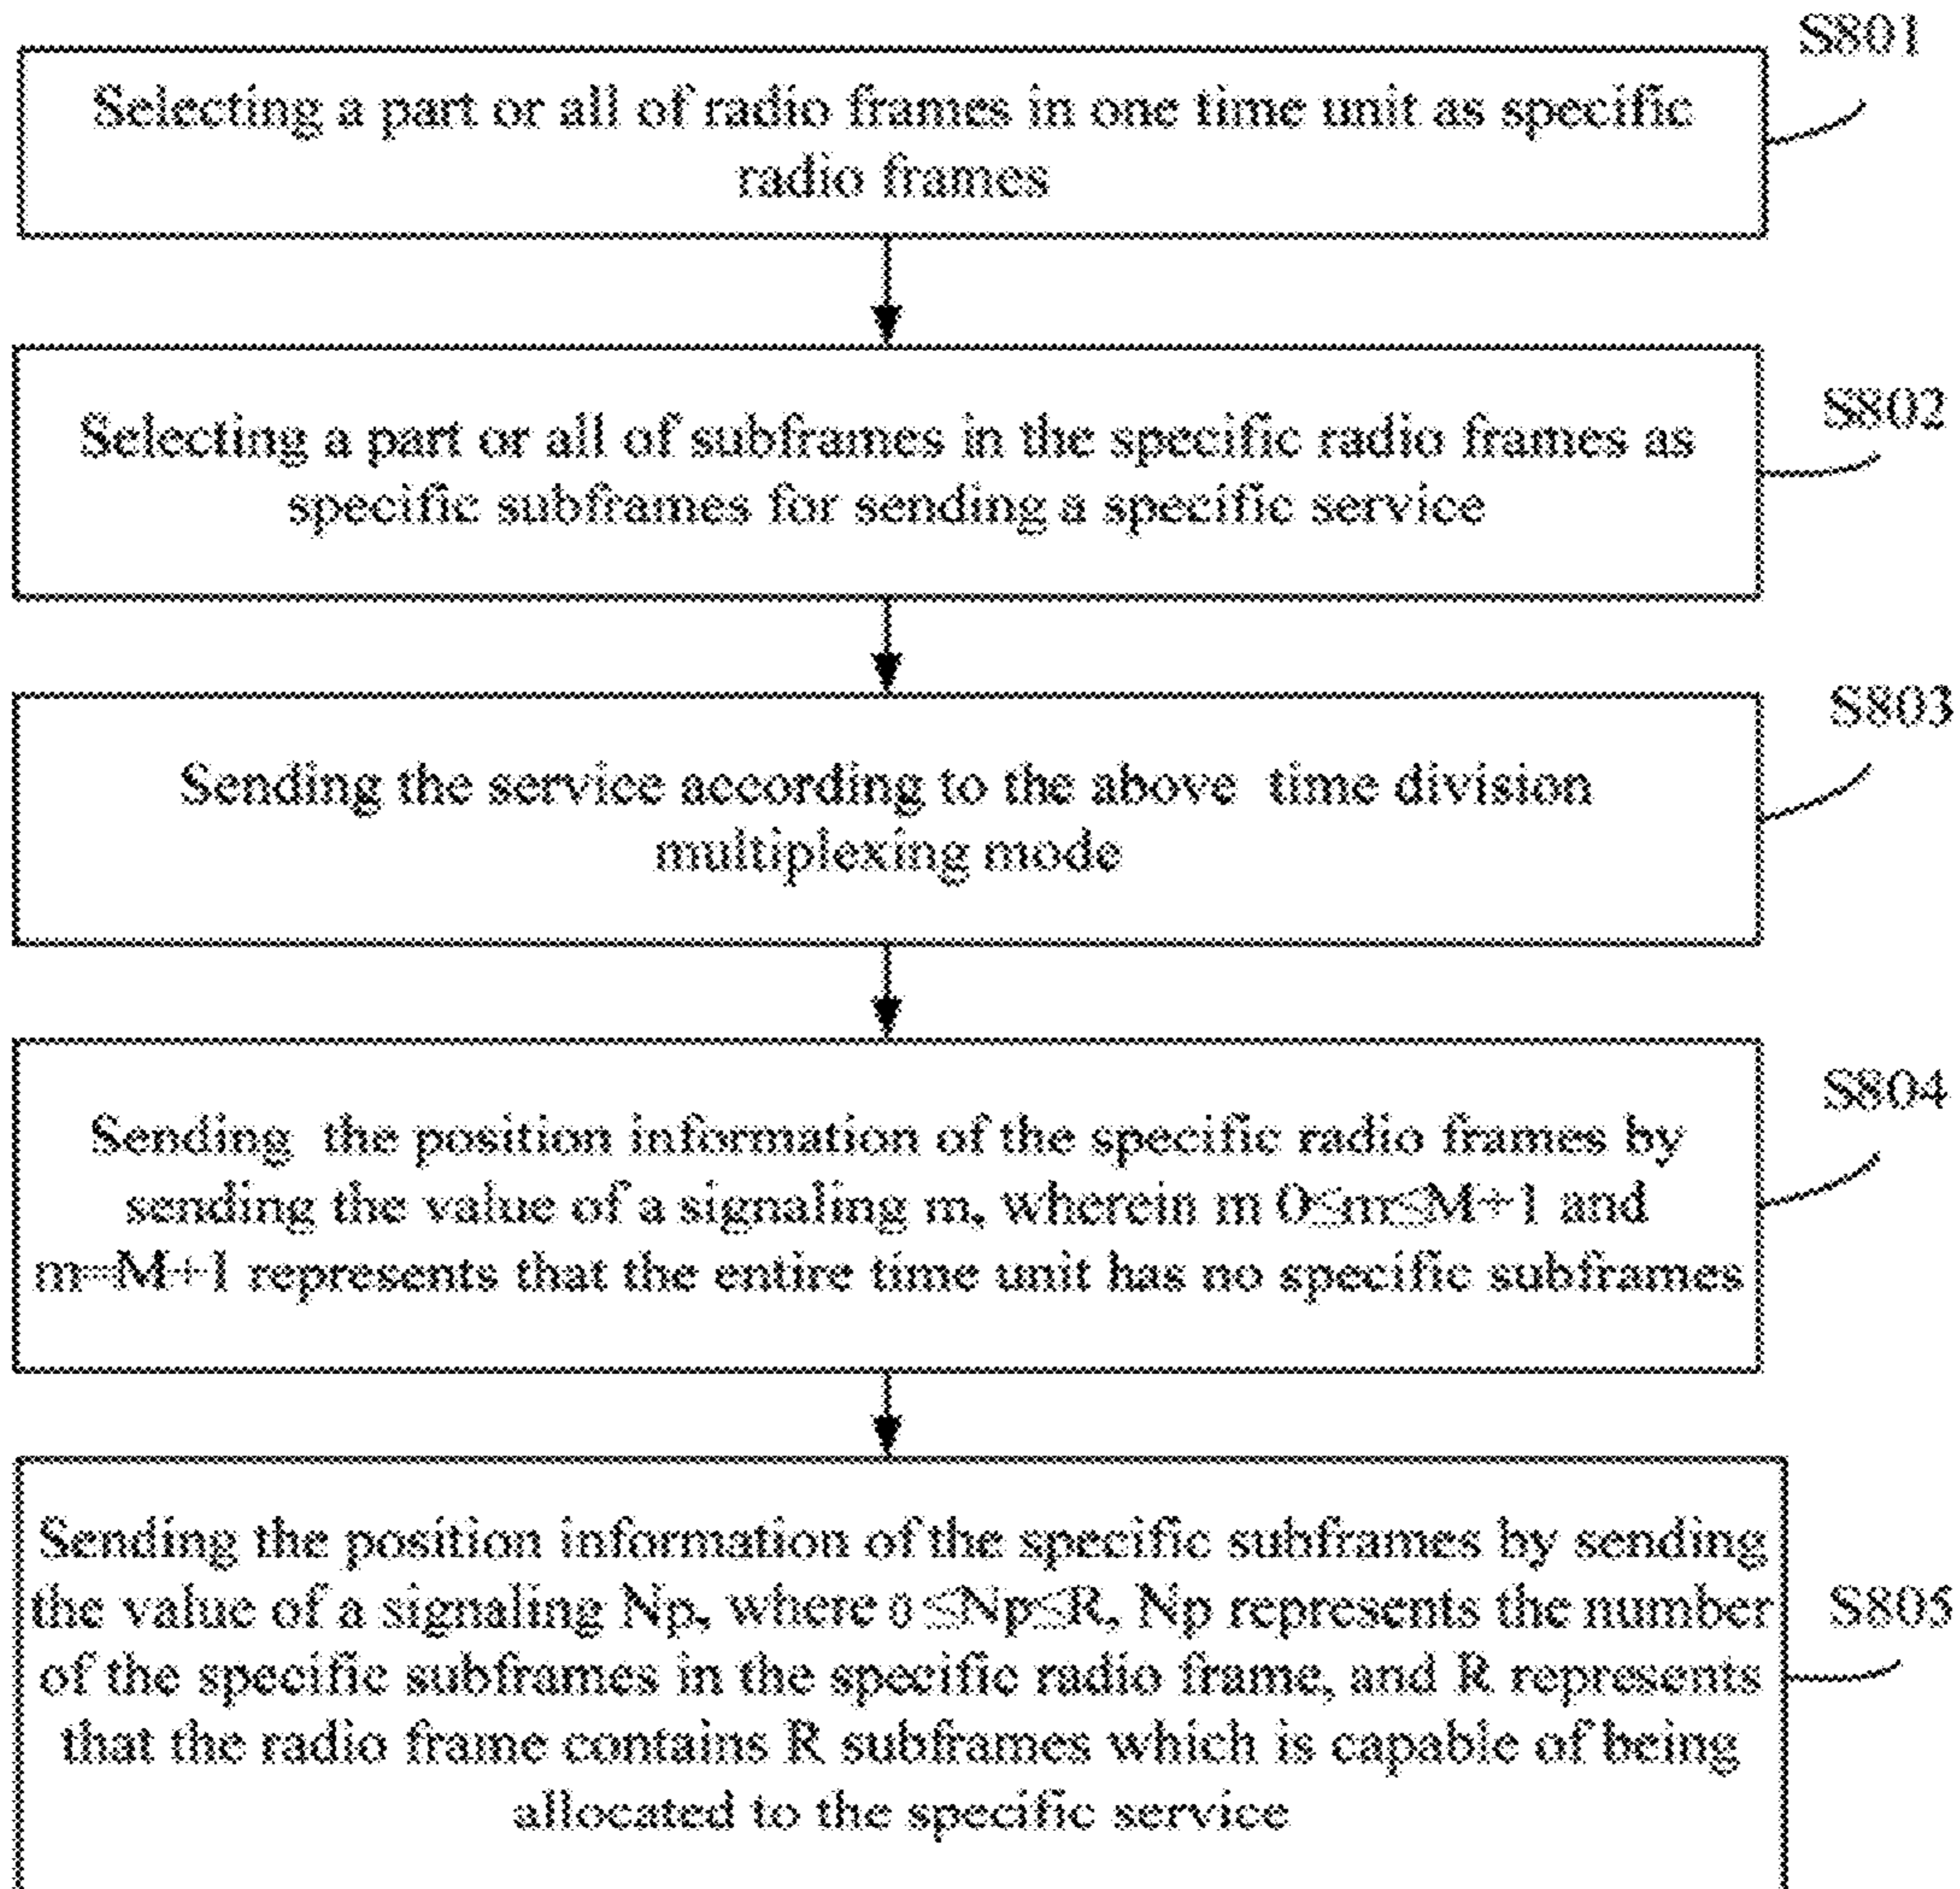 S801
Selecting a part or all of radio frames in one time unit as specific
radio frames
S802
Selecting a part or all of subframes in the specific radio frames as
specific subframes for sending a specific service
S803
Sending the service according to the above time division
multiplexing mode
S804
Sending the position information of the specific radio frames by
sending the value of a signaling m, wherein m 0≤m≤M+1 and
m=M+1 represents that the entire time unit has no specific subframes
Sending the position information of the specific subframes by sending
the value of a signaling Np, where 0≤Np≤R, Np represents the number
S805
of the specific subframes in the specific radio frame, and R represents
that the radio frame contains R subframes which is capable of being
allocated to the specific service